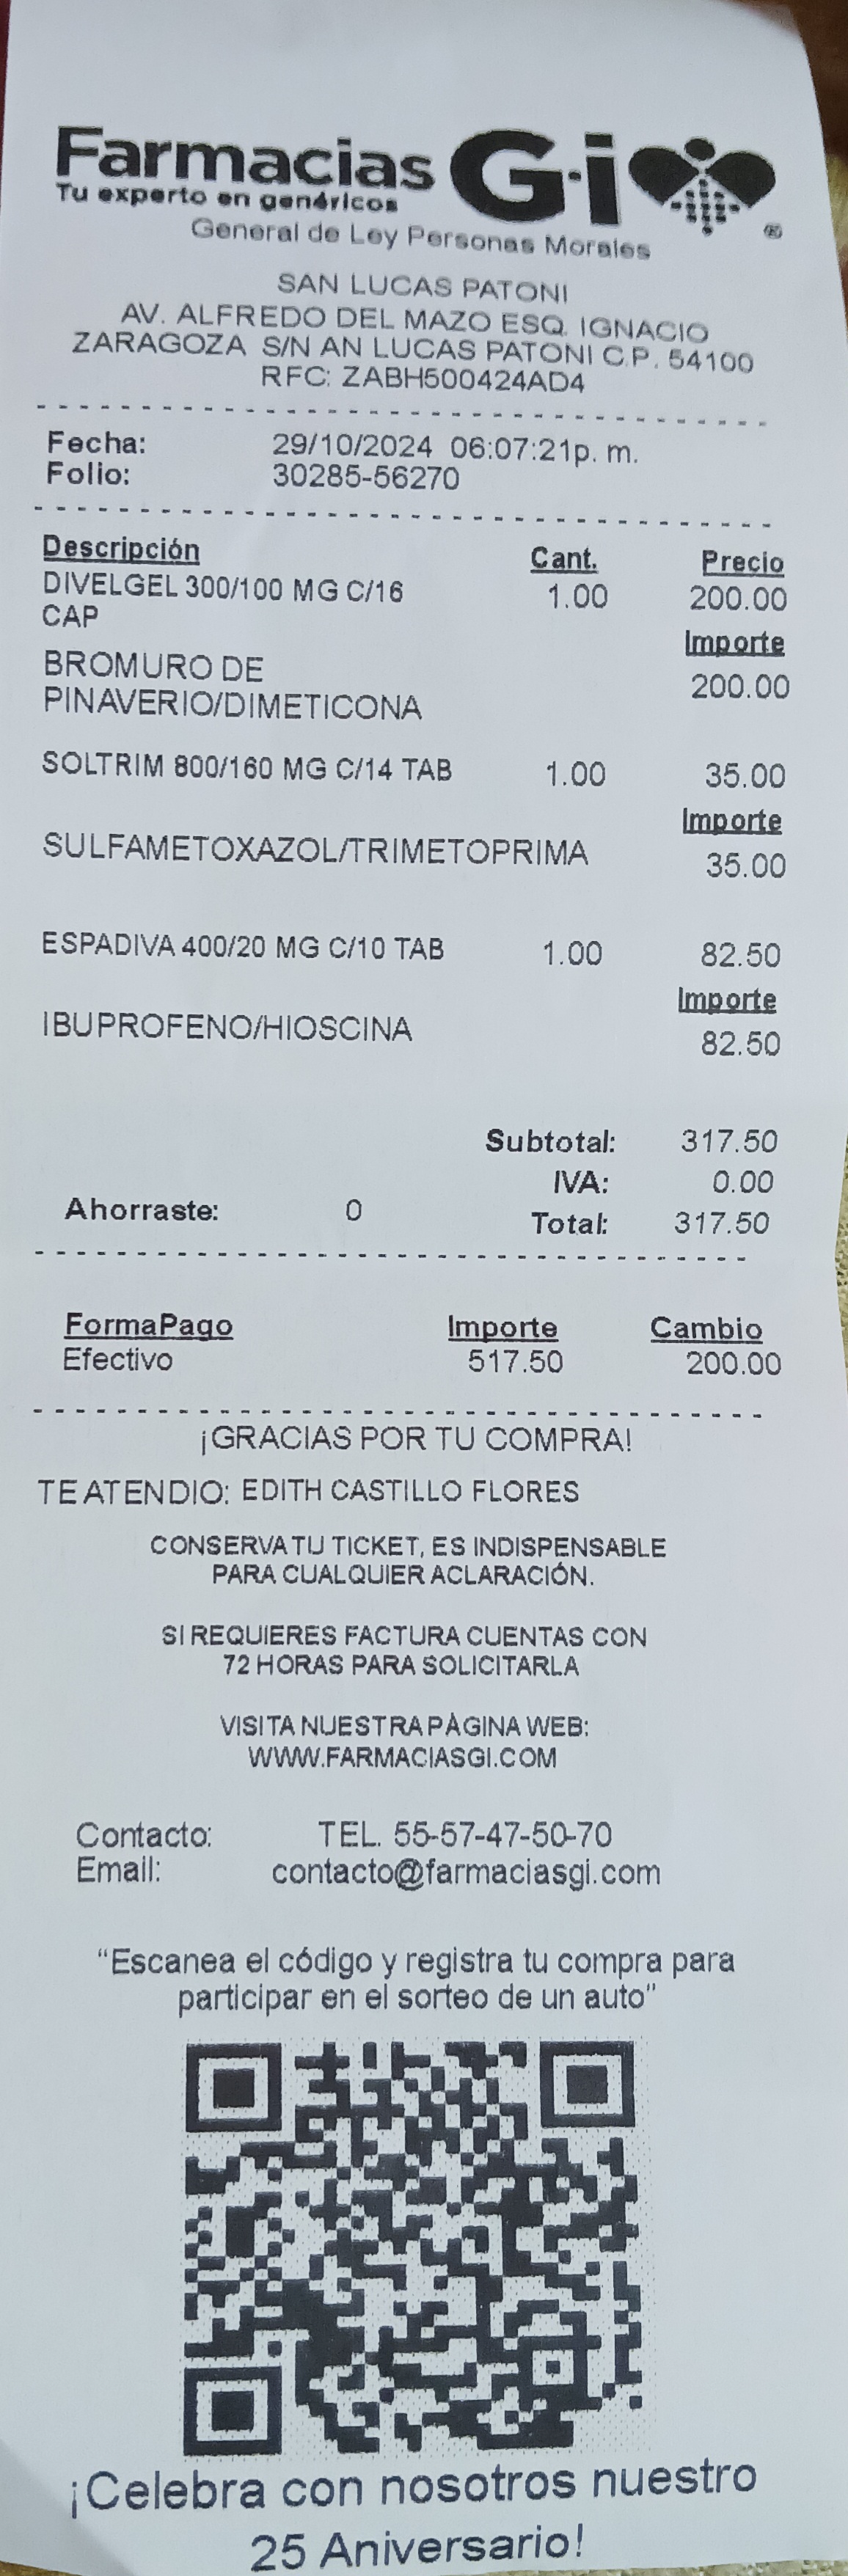 Farmacias G·i ®
Tu experto en genéricos
General de Ley Personas Morales
SAN LUCAS PATONI
AV. ALFREDO DEL MAZO ESQ. IGNACIO
ZARAGOZA S/N AN LUCAS PATONI C.P. 54100
RFC: ZABH500424AD4
Fecha: 29/10/2024 06:07:21p. m.
Folio: 30285-56270
Descripción Cant. Precio
DIVELGEL 300/100 MG C/16 1.00 200.00
CAP
Importe
BROMURO DE 200.00
PINAVERIO/DIMETICONA
SOLTRIM 800/160 MG C/14 TAB 1.00 35.00
Importe
SULFAMETOXAZOL/TRIMETOPRIMA 35.00
ESPADIVA 400/20 MG C/10 TAB 1.00 82.50
Importe
IBUPROFENO/HIOSCINA 82.50
Subtotal: 317.50
IVA: 0.00
Ahorraste: 0 Total: 317.50
FormaPago Importe Cambio
Efectivo 517.50 200.00
¡GRACIAS POR TU COMPRA!
TE ATENDIO: EDITH CASTILLO FLORES
CONSERVA TU TICKET, ES INDISPENSABLE
PARA CUALQUIER ACLARACIÓN.
SI REQUIERES FACTURA CUENTAS CON
72 HORAS PARA SOLICITARLA
VISITA NUESTRA PÀGINA WEB:
WWW.FARMACIASGI.COM
Contacto: TEL. 55-57-47-50-70
Email: contacto@farmaciasgi.com
“Escanea el código y registra tu compra para
participar en el sorteo de un auto”
¡Celebra con nosotros nuestro
25 Aniversario!